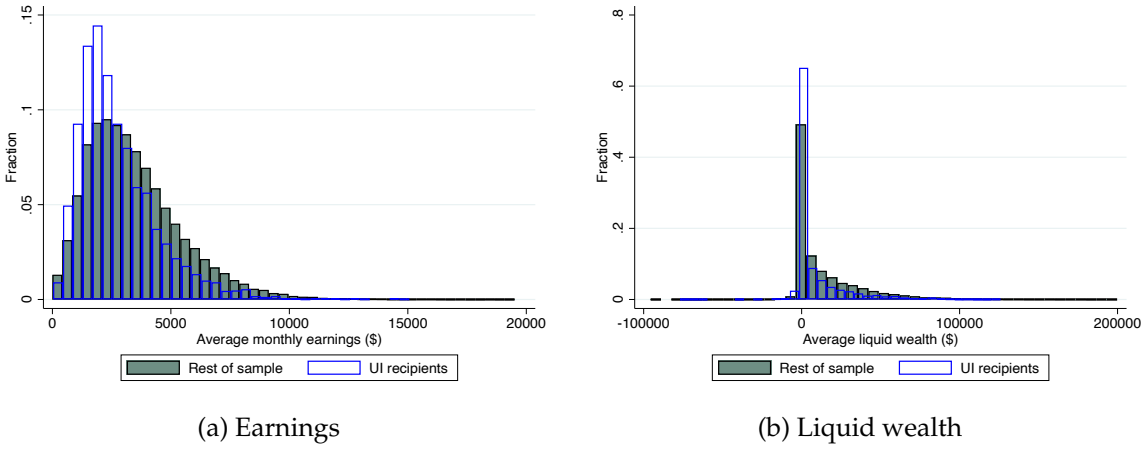 .15
.1
.05
0
Fraction
0 5000 10000 15000 20000
Average monthly earnings ($)
Rest of sample UI recipients
(a) Earnings
.8
.6
.4
.2
0
Fraction
-100000 0 100000 200000
Average liquid wealth ($)
Rest of sample UI recipients
(b) Liquid wealth